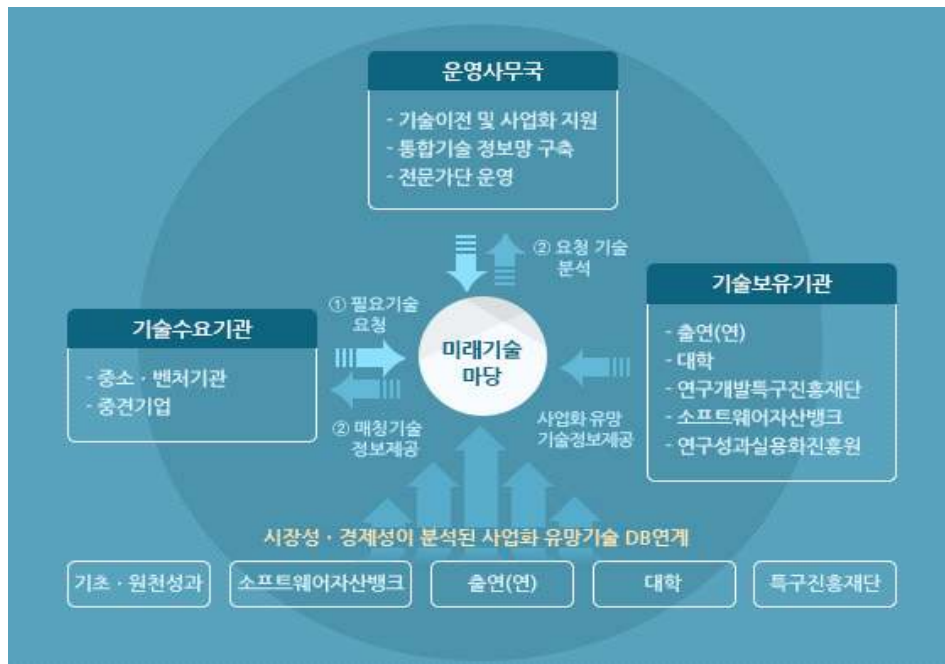 운영사무국
- 기술이전 및 사업화 지원
- 통합기술 정보망 구축
- 전문가단 운영
② 요청 기술
분석
기술수요기관
- 중소 · 벤처기관
- 중견기업
① 필요기술
요청
② 매칭기술
정보제공
미래기술
마당
사업화 유망
기술정보제공
기술보유기관
- 출연(연)
- 대학
- 연구개발특구진흥재단
- 소프트웨어자산뱅크
- 연구성과실용화진흥원
시장성 · 경제성이 분석된 사업화 유망기술 DB연계
기초 · 원천성과
소프트웨어자산뱅크
출연(연)
대학
특구진흥재단